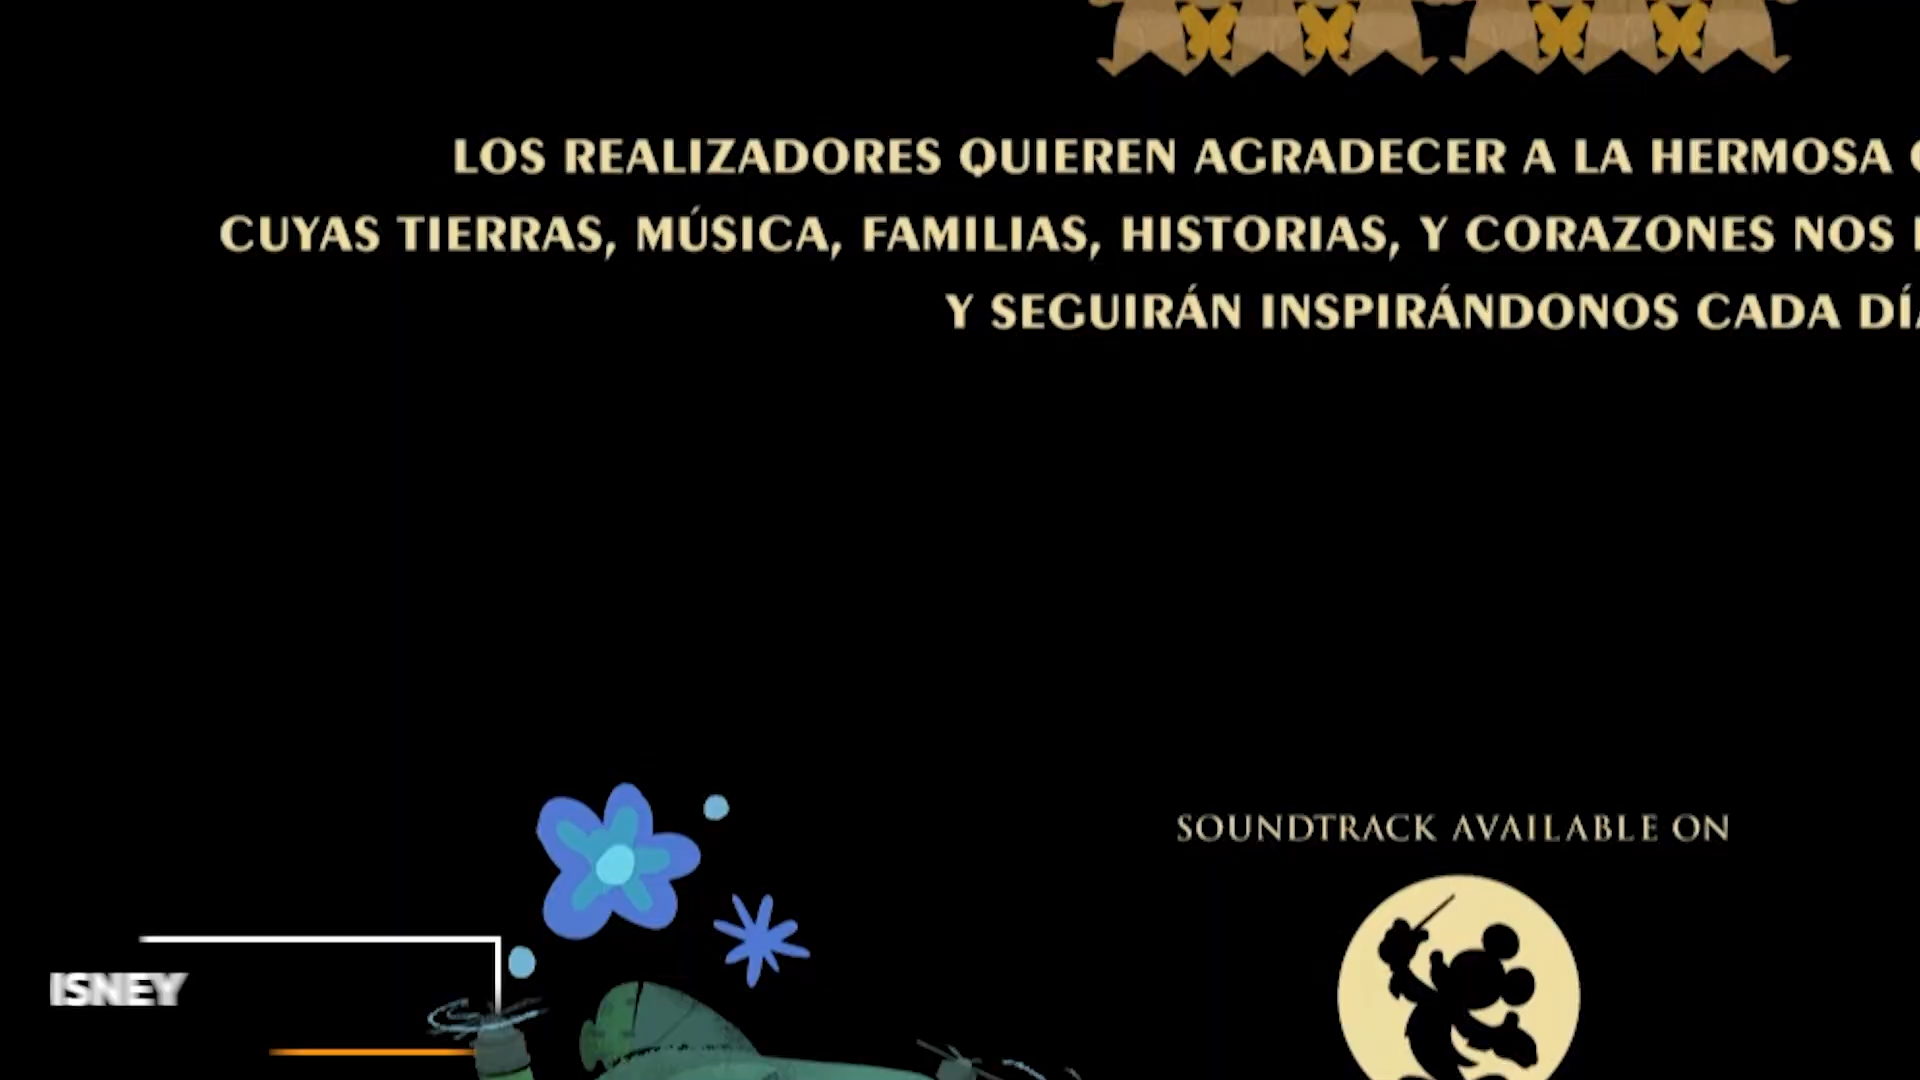 LOS REALIZADORES QUIEREN AGRADECER A LA HERMOSA
CUYAS TIERRAS, MÚSICA, FAMILIAS, HISTORIAS, Y CORAZONES NOS
Y SEGUIRÁN INSPIRÁNDONOS CADA DÍA
SOUNDTRACK AVAILABLE ON
ISNEY